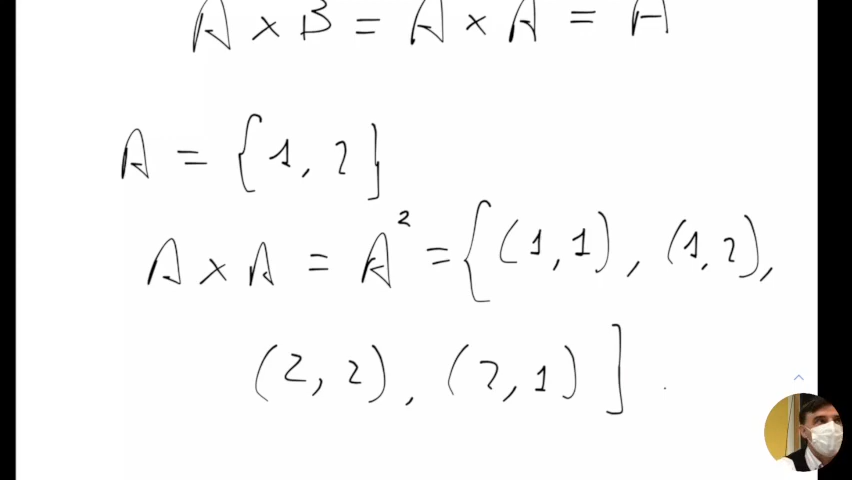 A × B = A × A = A
A = {1, 2}
A × A = A² = {(1,1), (1,2),
(2,2), (2,1)}.